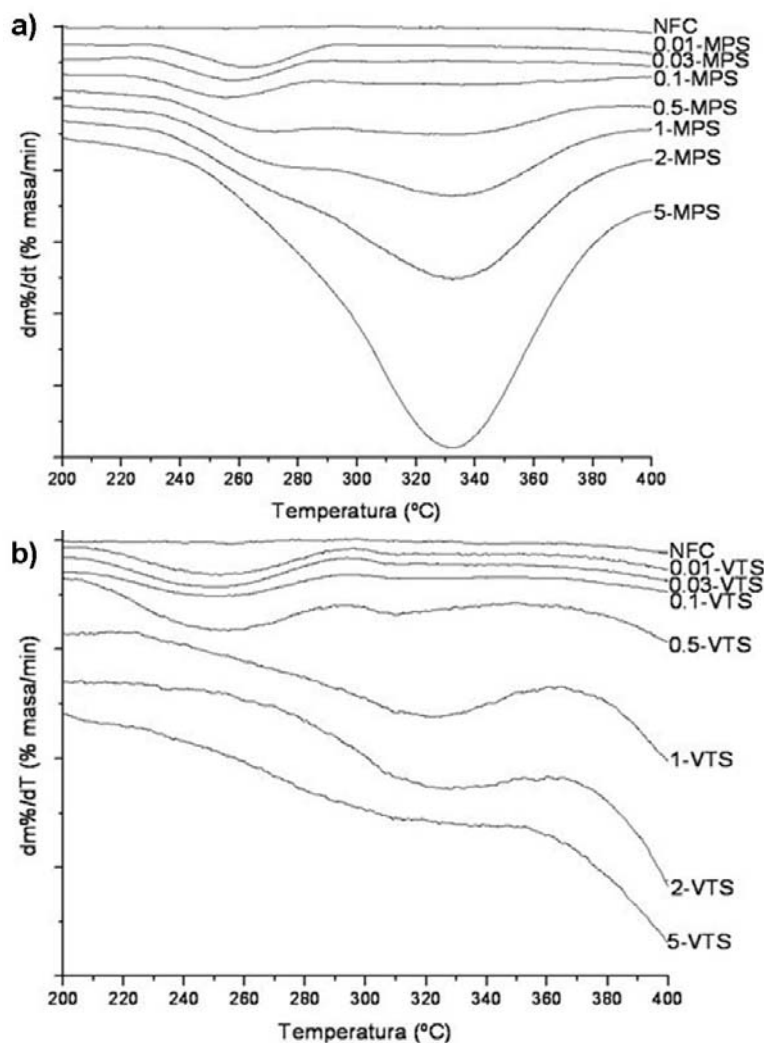 a)
NFC
0.01-MPS
0.03-MPS
0.1-MPS
0.5-MPS
1-MPS
2-MPS
5-MPS
dm%/dt (% masa/min)
200 220 240 260 280 300 320 340 360 380 400
Temperatura (ºC)
b)
NFC
0.01-VTS
0.03-VTS
0.1-VTS
0.5-VTS
1-VTS
2-VTS
5-VTS
dm%/dT (% masa/min)
200 220 240 260 280 300 320 340 360 380 400
Temperatura (ºC)